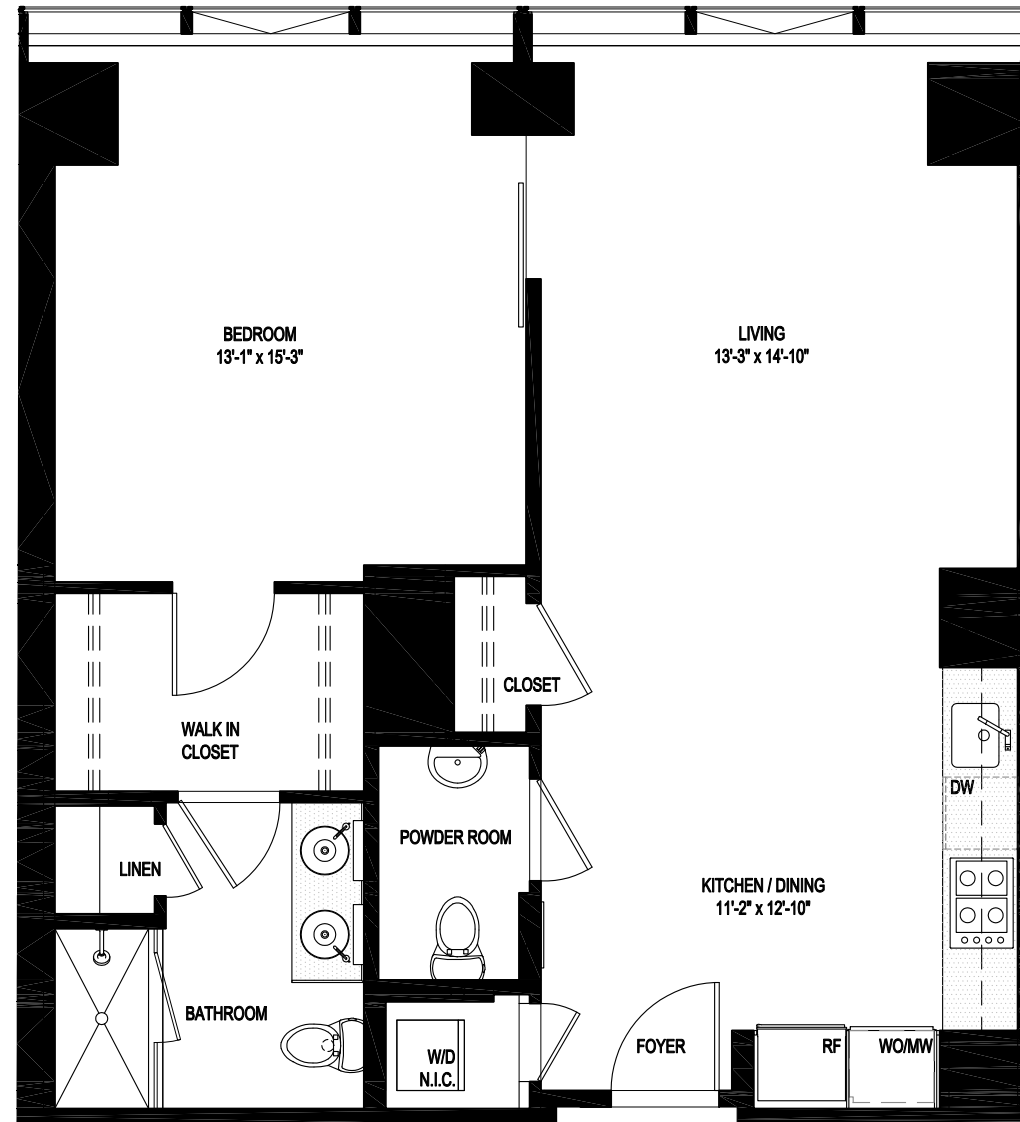 BEDROOM
13'-1" x 15'-3"
LIVING
13'-3" x 14'-10"
CLOSET
WALK IN
CLOSET
DW
POWDER ROOM
LINEN
KITCHEN / DINING
11'-2" x 12'-10"
BATHROOM
FOYER
RF
WO/MW
W/D
N.I.C.